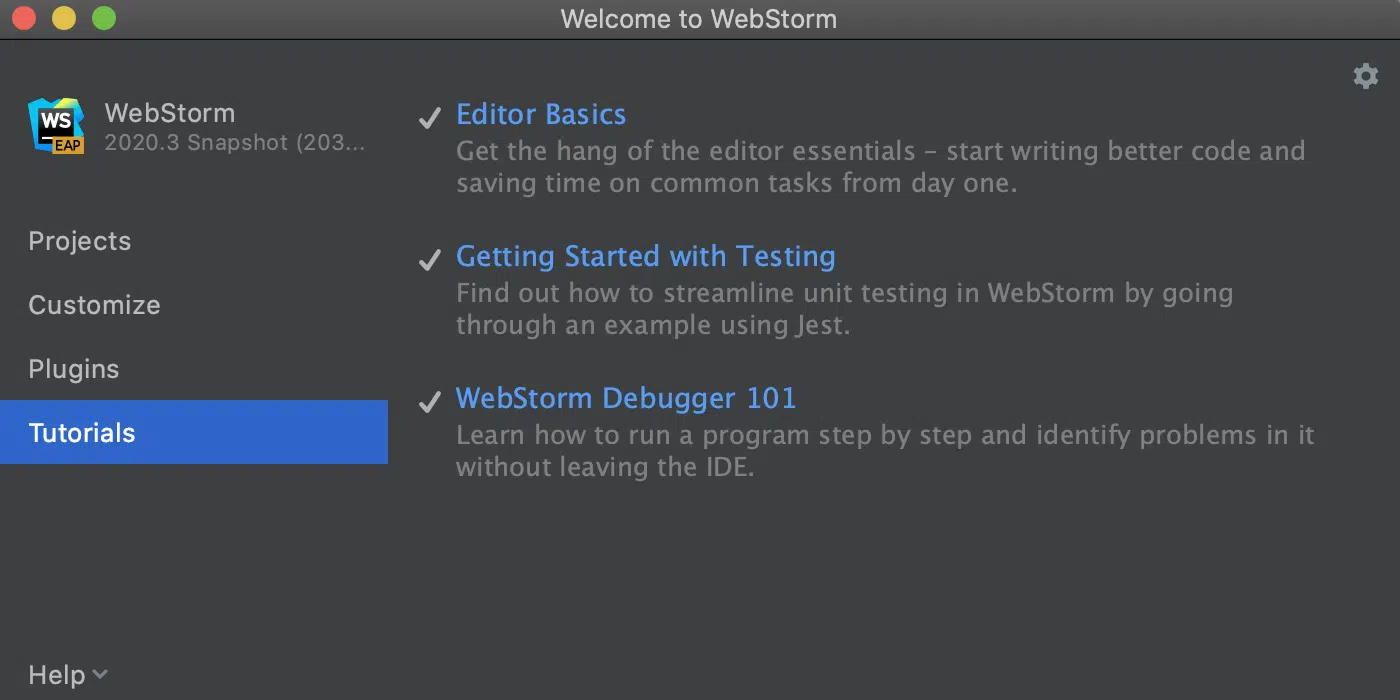 Welcome to WebStorm
WS
EAP
WebStorm
2020.3 Snapshot (203...
Projects
Customize
Plugins
Tutorials
Help
Editor Basics
Get the hang of the editor essentials – start writing better code and
saving time on common tasks from day one.
Getting Started with Testing
Find out how to streamline unit testing in WebStorm by going
through an example using Jest.
WebStorm Debugger 101
Learn how to run a program step by step and identify problems in it
without leaving the IDE.